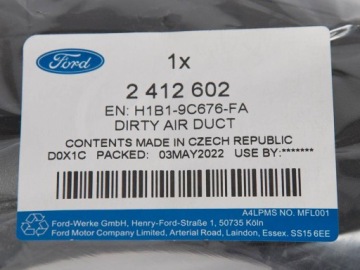 Ford
1x
2 412 602
EN: H1B1-9C676-FA
DIRTY AIR DUCT
CONTENTS MADE IN CZECH REPUBLIC
D0X1C PACKED: 03MAY2022 USE BY:*******
A4LPMS NO. MFL001
Ford-Werke GmbH, Henry-Ford-Straße 1, 50735 Köln
Ford Motor Company Limited, Arterial Road, Laindon, Essex. SS15 6EE